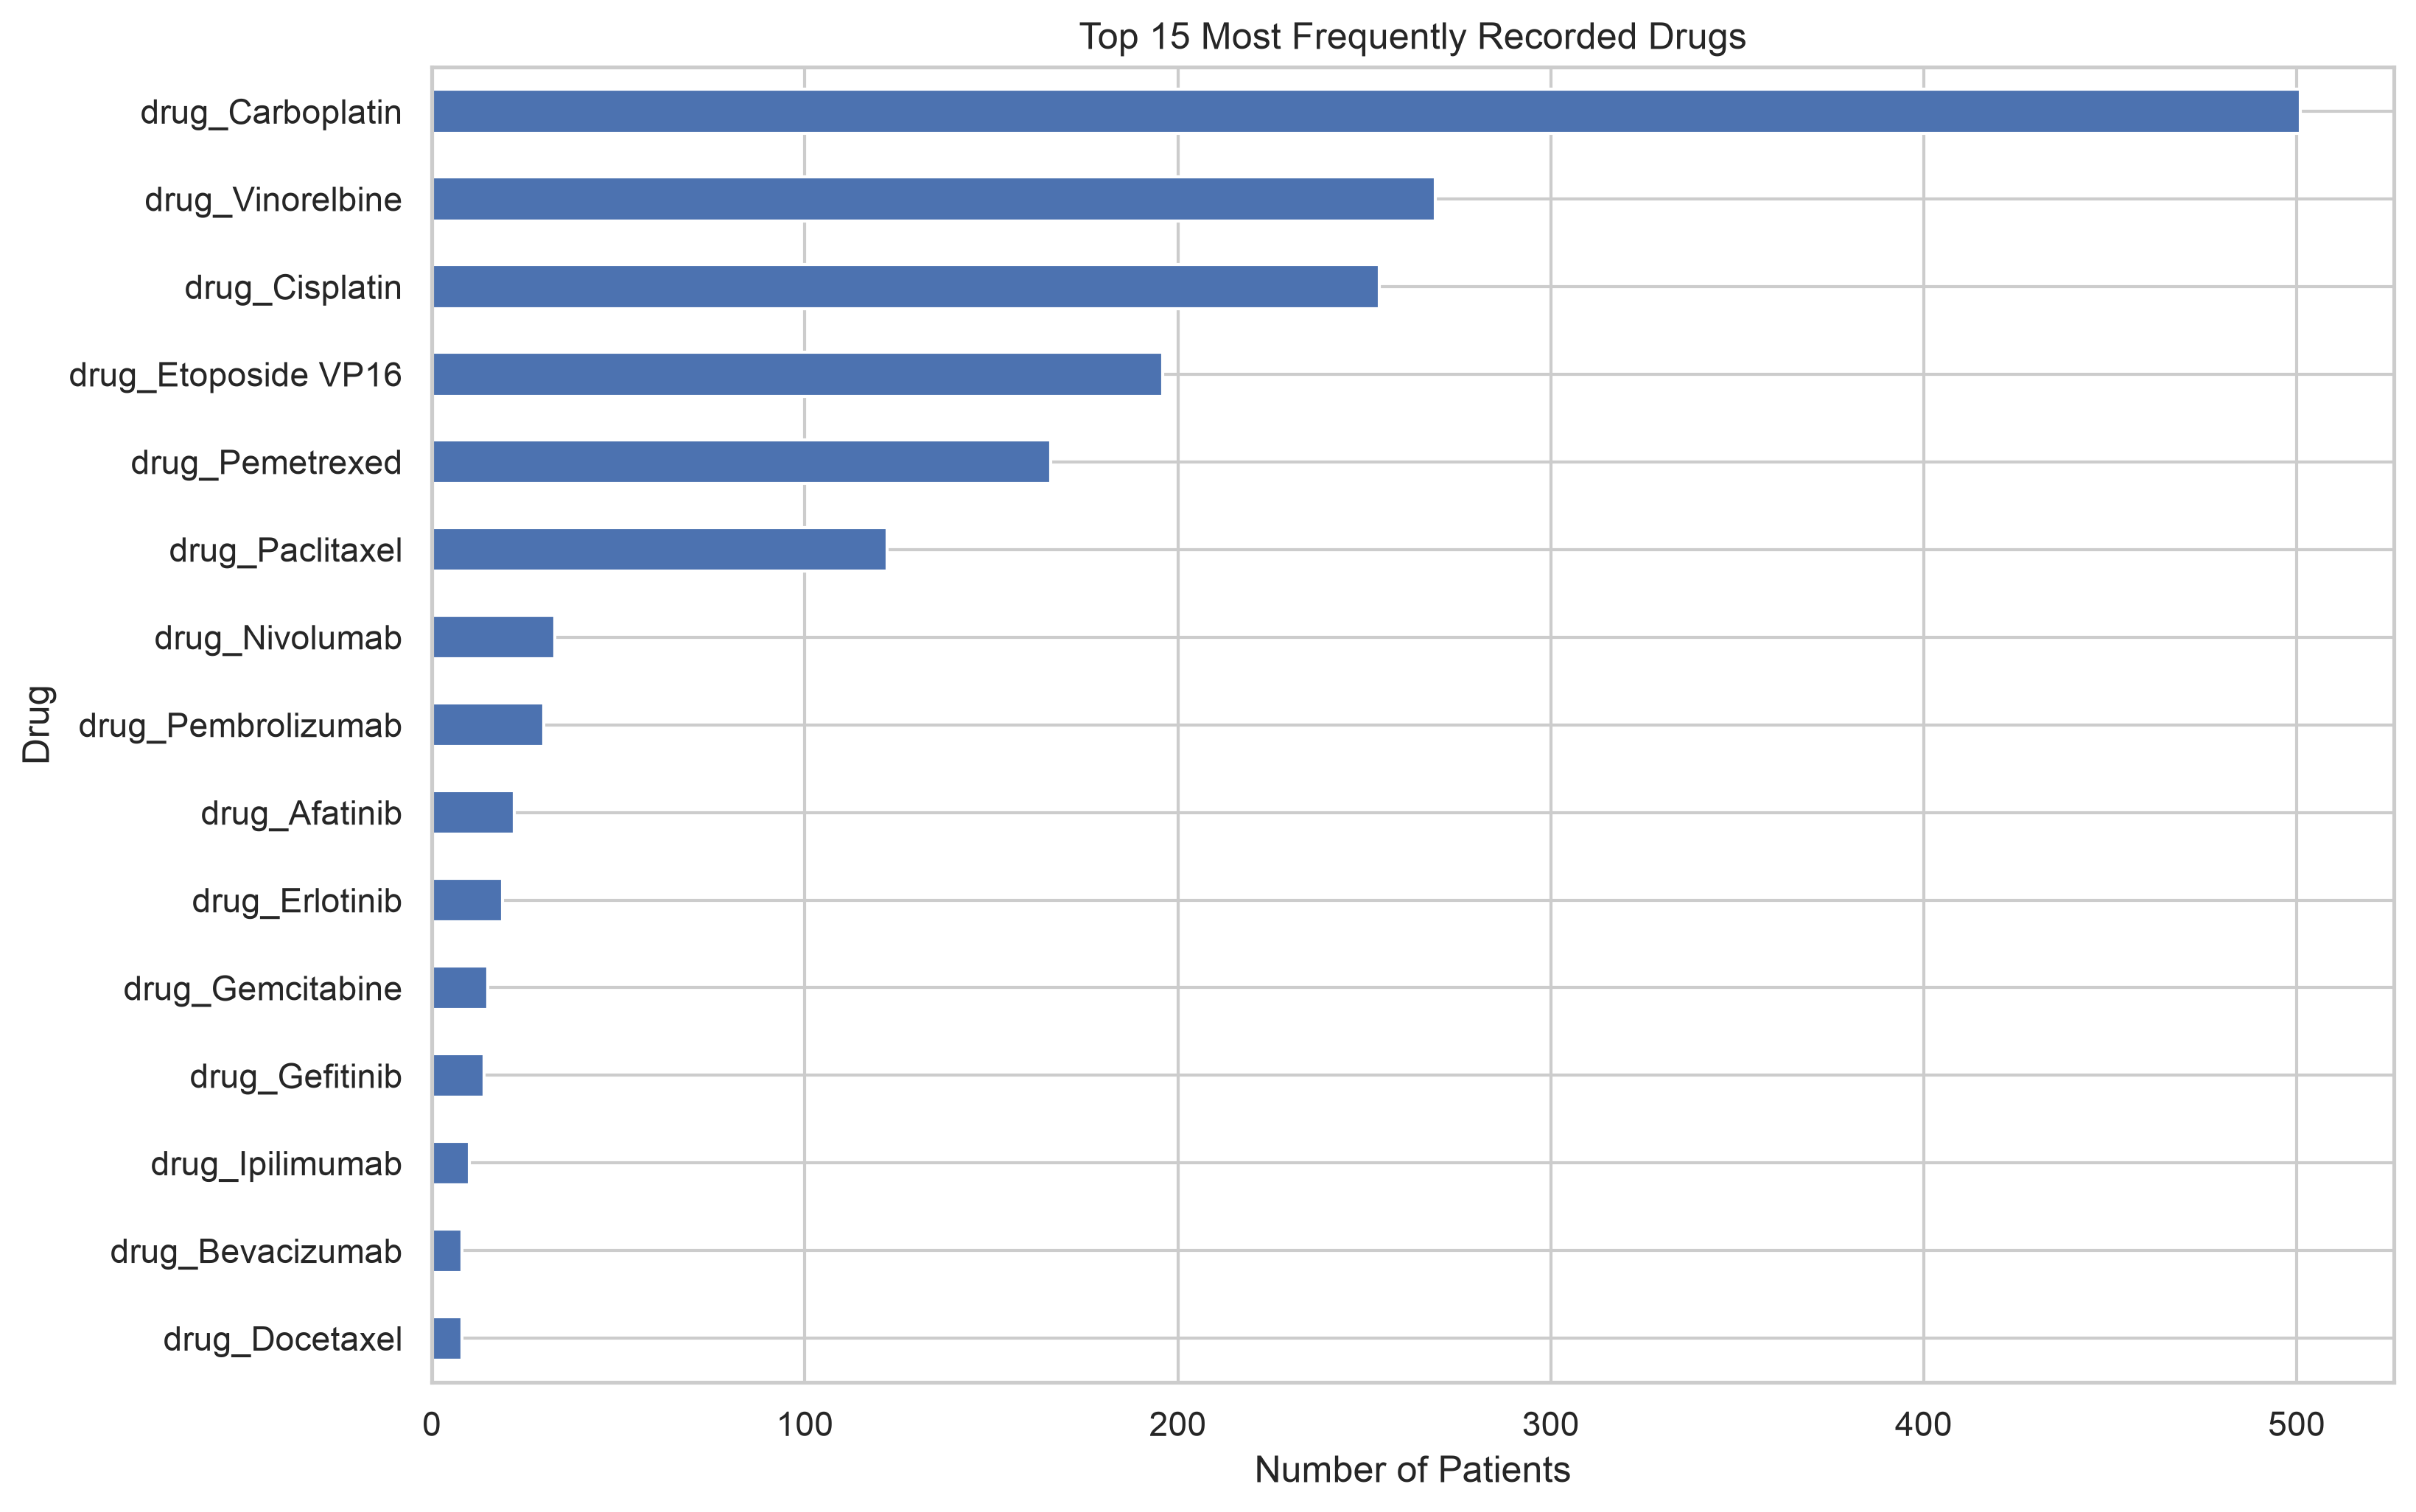 Top 15 Most Frequently Recorded Drugs
drug_Carboplatin
drug_Vinorelbine
drug_Cisplatin
drug_Etoposide VP16
drug_Pemetrexed
drug_Paclitaxel
drug_Nivolumab
drug_Pembrolizumab
drug_Afatinib
drug_Erlotinib
drug_Gemcitabine
drug_Gefitinib
drug_Ipilimumab
drug_Bevacizumab
drug_Docetaxel
Drug
0 100 200 300 400 500
Number of Patients